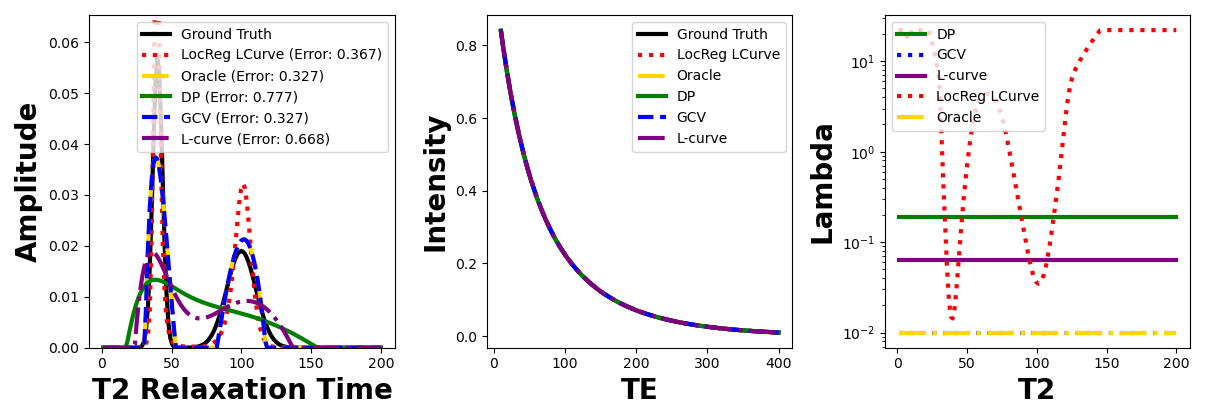 Amplitude
0.06
0.05
0.04
0.03
0.02
0.01
0.00
Ground Truth
LocReg LCurve (Error: 0.367)
Oracle (Error: 0.327)
DP (Error: 0.777)
GCV (Error: 0.327)
L-curve (Error: 0.668)
0 50 100 150 200
T2 Relaxation Time
Intensity
0.8
0.6
0.4
0.2
0.0
Ground Truth
LocReg LCurve
Oracle
DP
GCV
L-curve
0 100 200 300 400
TE
Lambda
10¹
10⁰
10⁻¹
10⁻²
DP
GCV
L-curve
LocReg LCurve
Oracle
0 50 100 150 200
T2